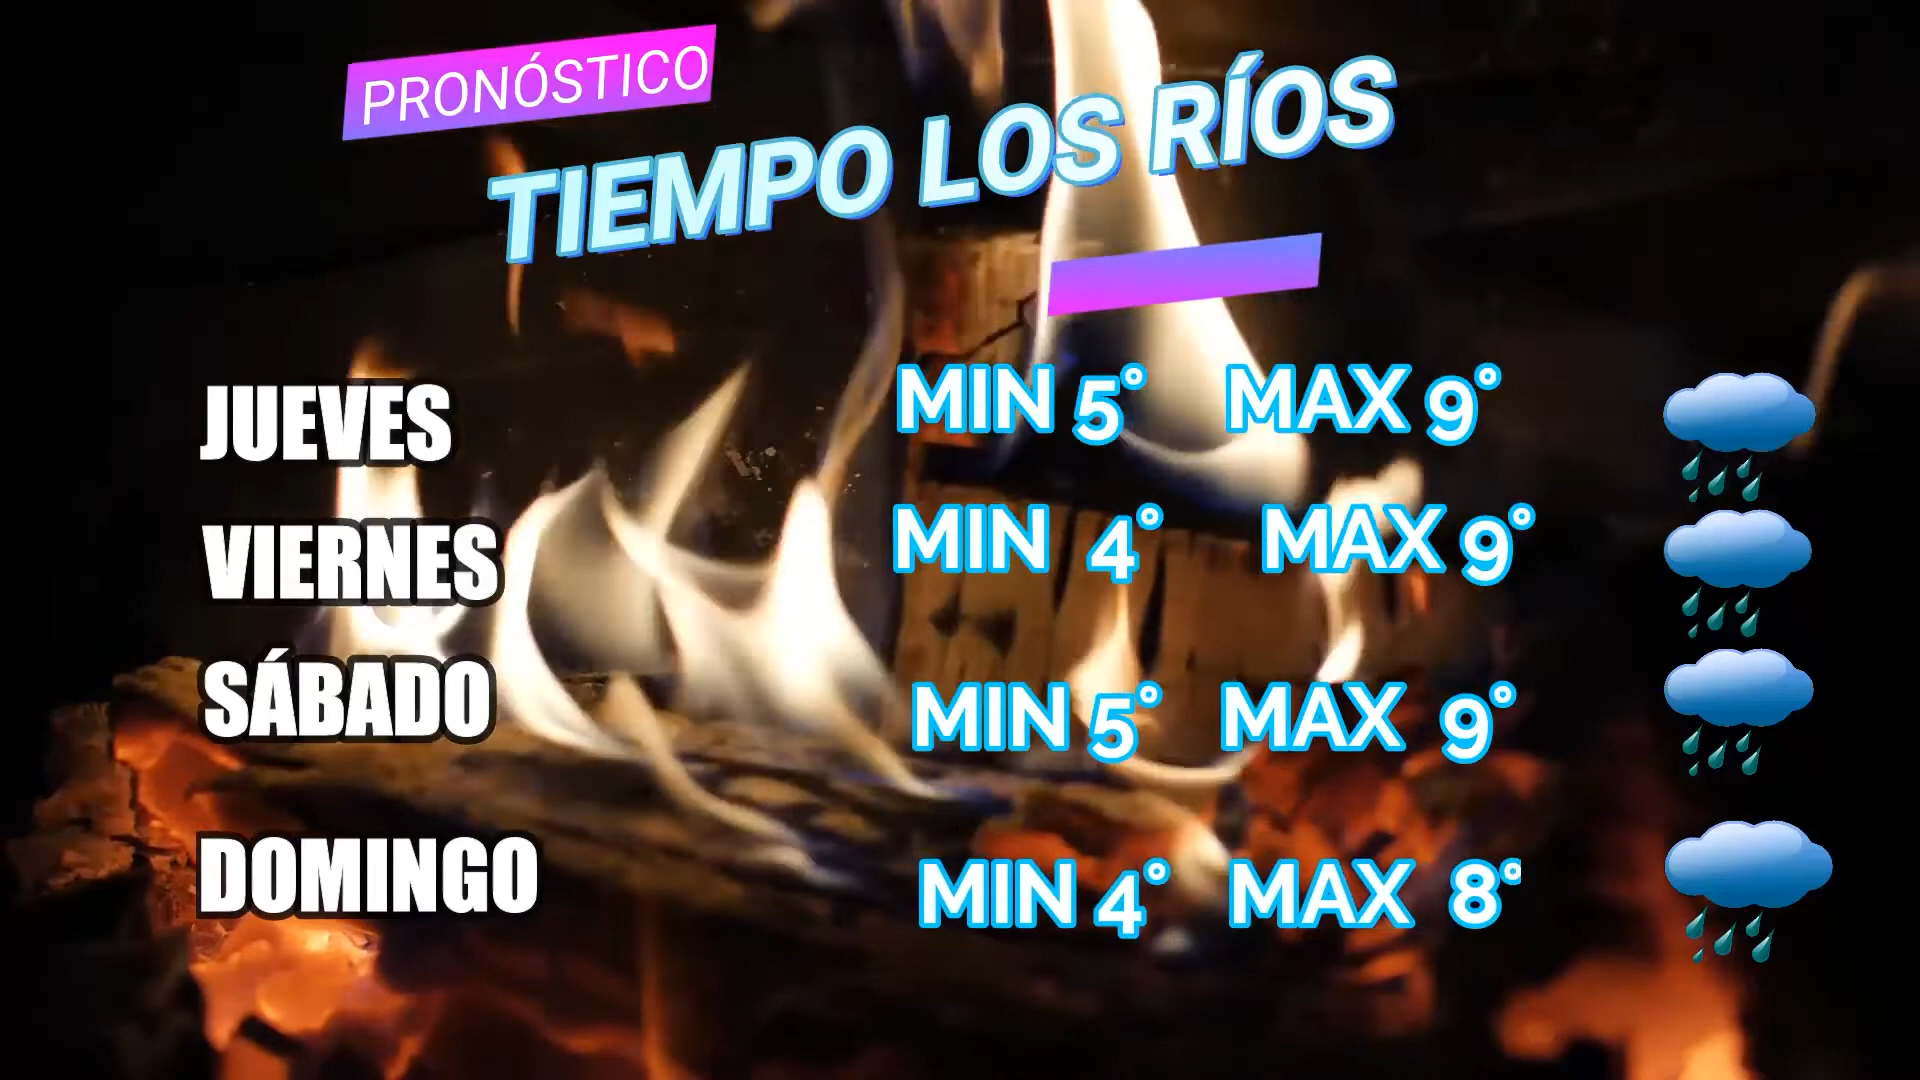 PRONÓSTICO
TIEMPO LOS RÍOS
JUEVES MIN 5° MAX 9°
VIERNES MIN 4° MAX 9°
SÁBADO MIN 5° MAX 9°
DOMINGO MIN 4° MAX 8°